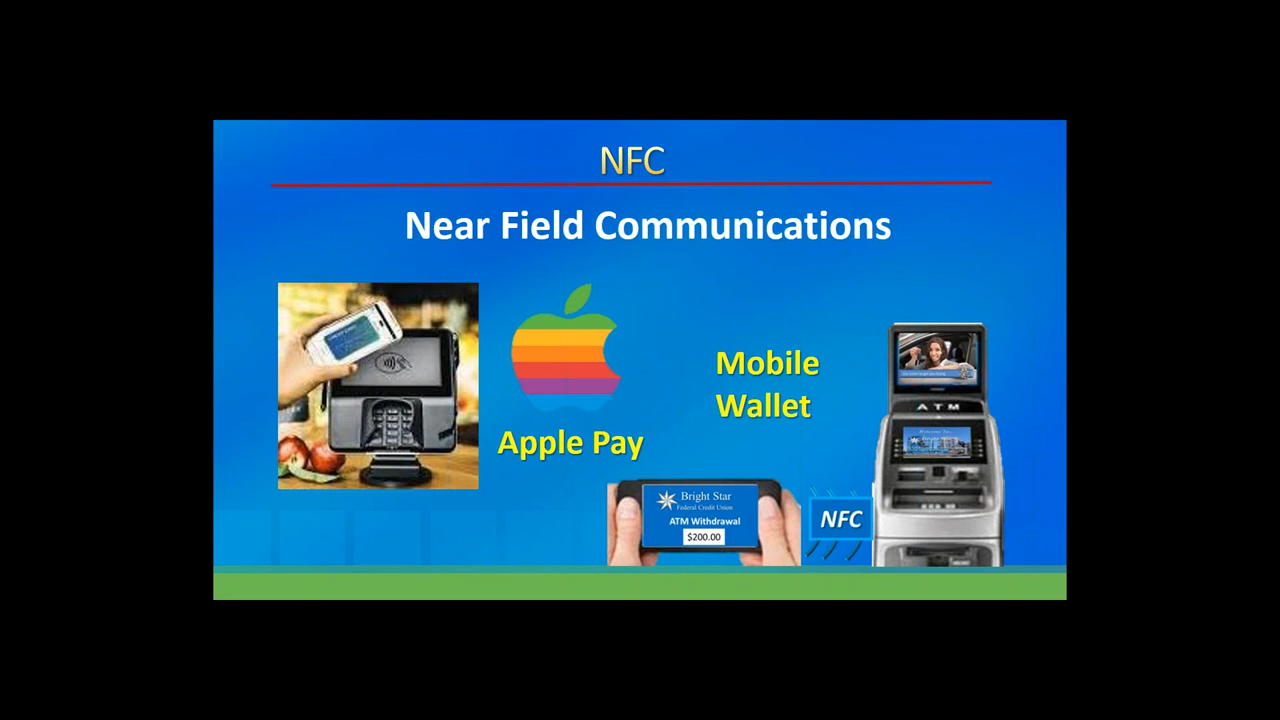 NFC
Near Field Communications
Apple Pay
Mobile
Wallet
Bright Star
Federal Credit Union
ATM Withdrawal
$200.00
NFC
ATM